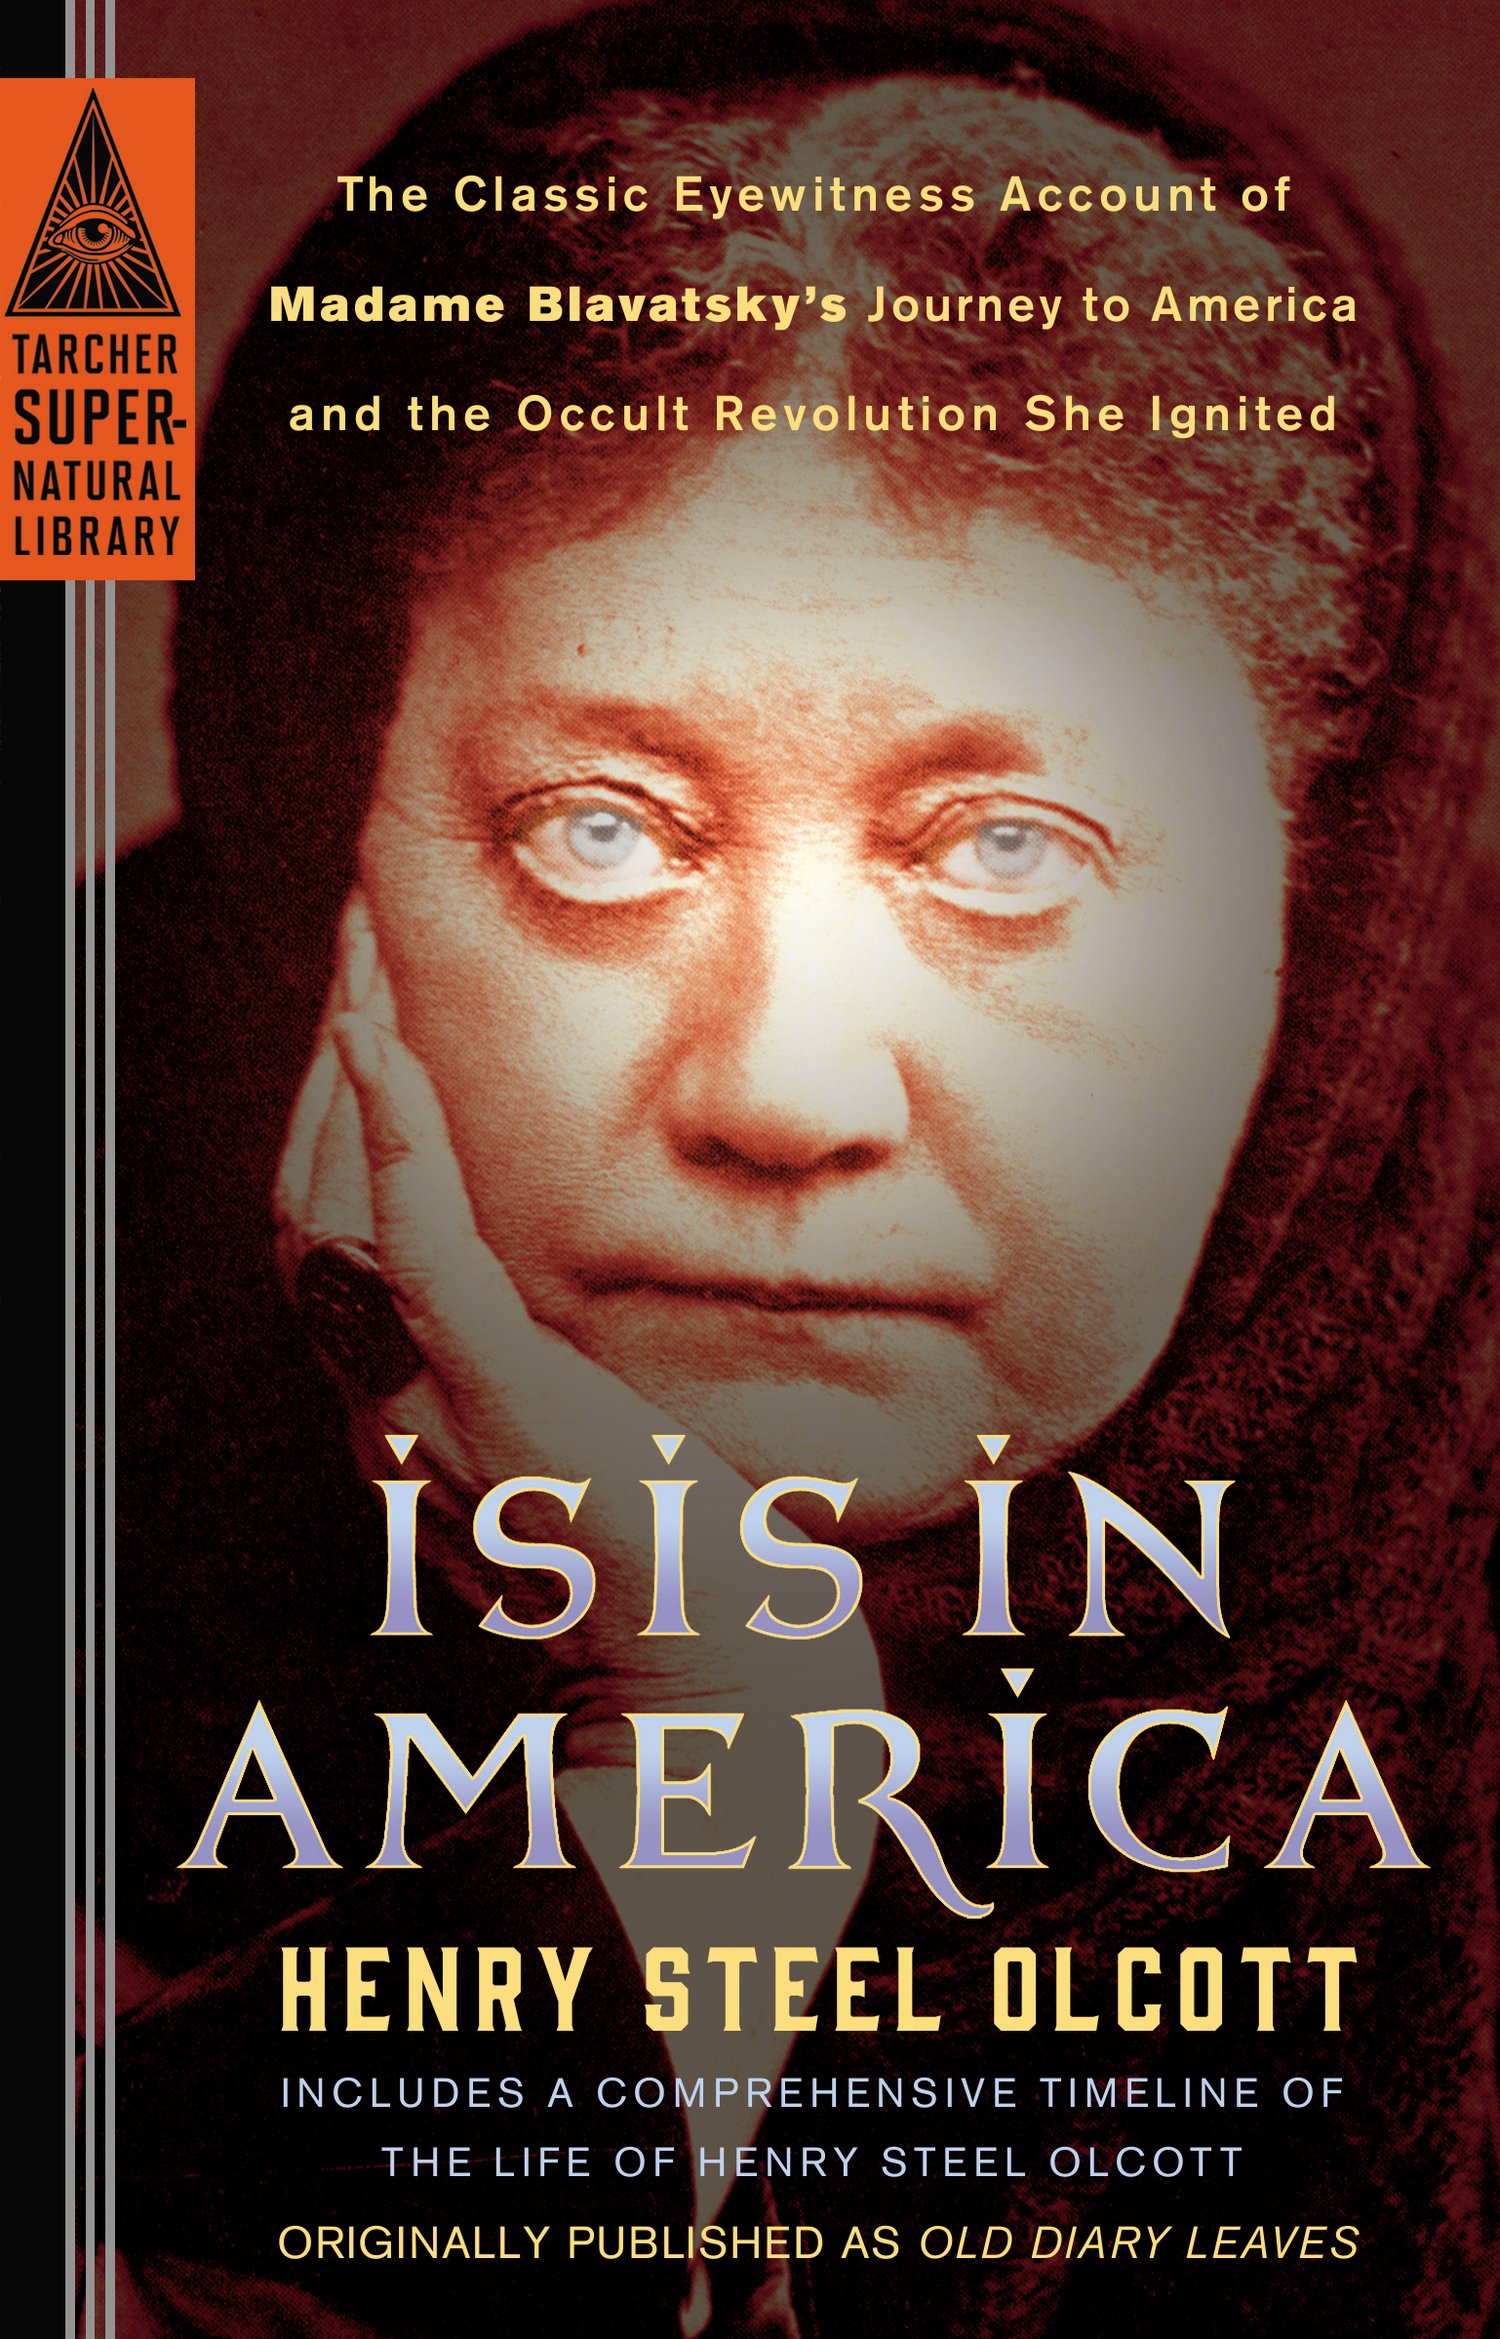 The Classic Eyewitness Account of
Madame Blavatsky's Journey to America
and the Occult Revolution She Ignited
TARCHER
SUPER-
NATURAL
LIBRARY
ISIS IN
AMERICA
HENRY STEEL OLCOTT
INCLUDES A COMPREHENSIVE TIMELINE OF
THE LIFE OF HENRY STEEL OLCOTT
ORIGINALLY PUBLISHED AS OLD DIARY LEAVES